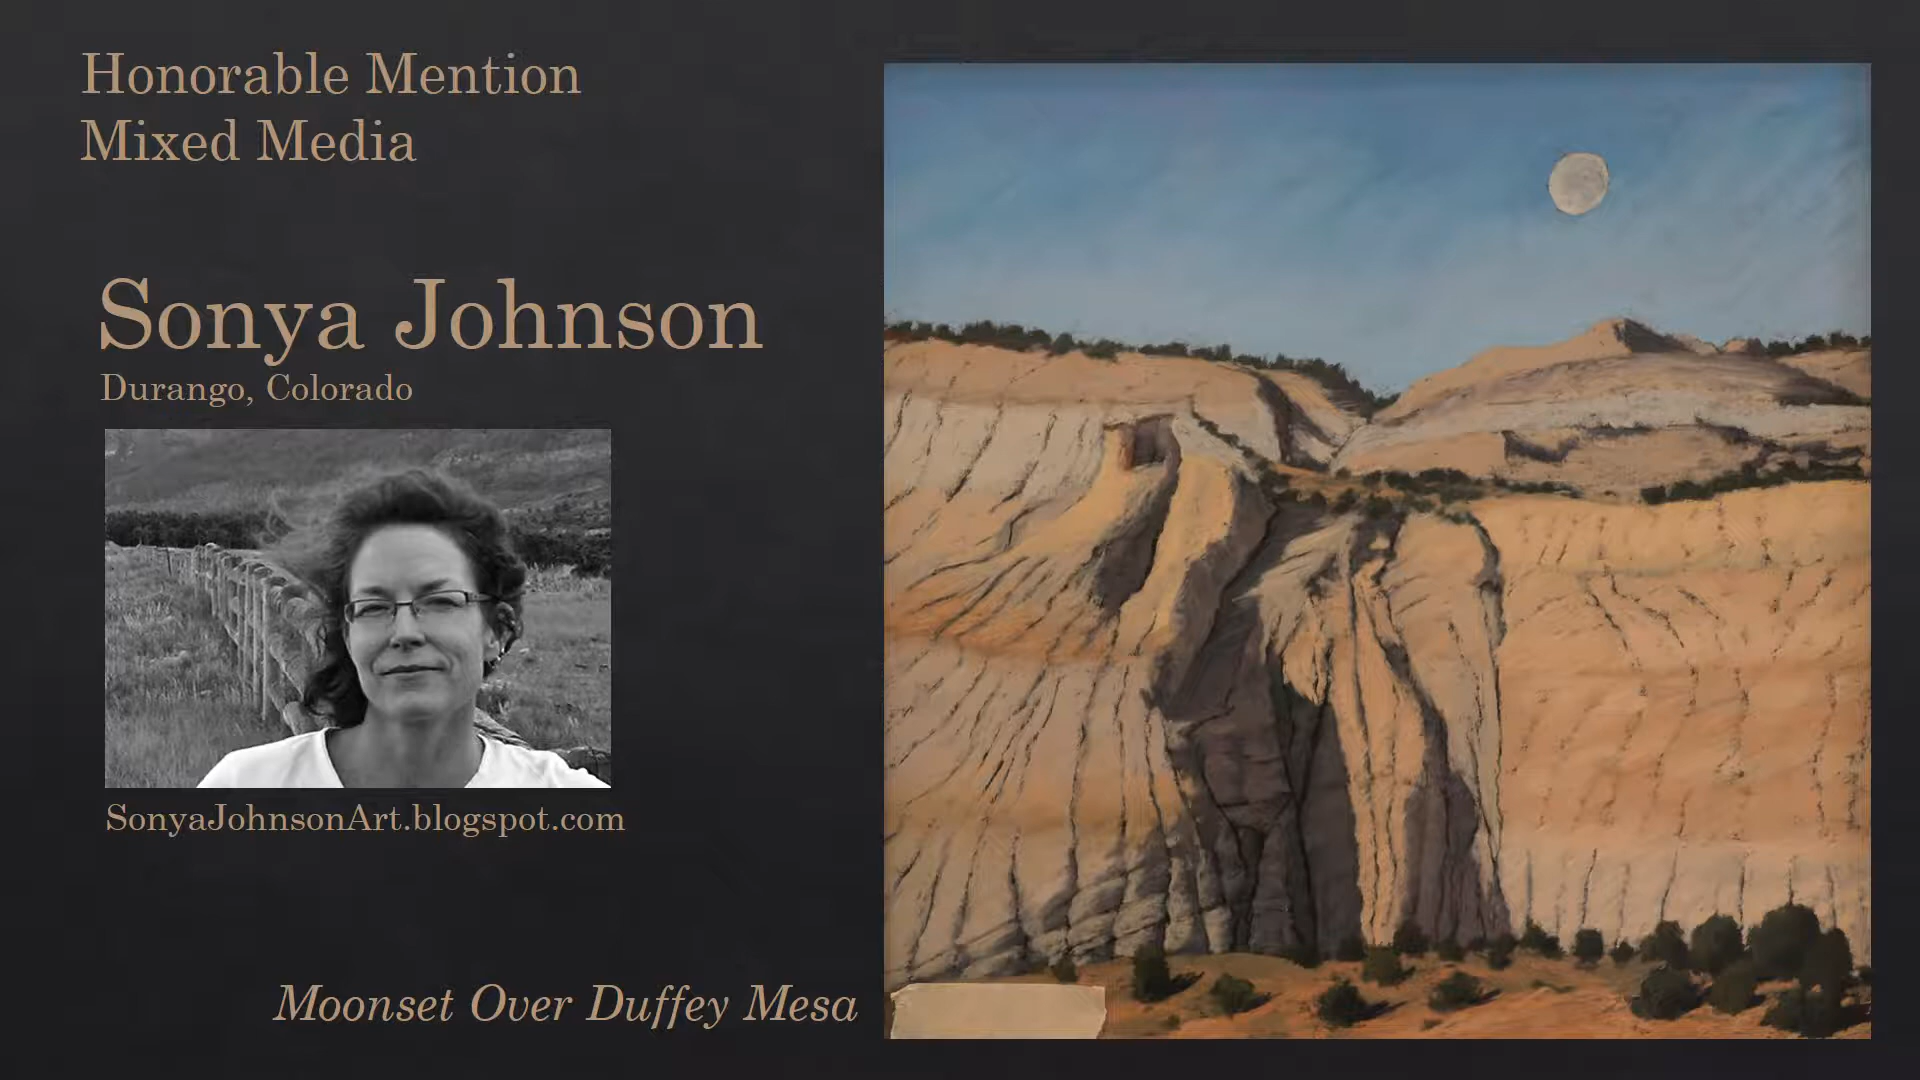 Honorable Mention
Mixed Media
Sonya Johnson
Durango, Colorado
SonyaJohnsonArt.blogspot.com
Moonset Over Duffey Mesa